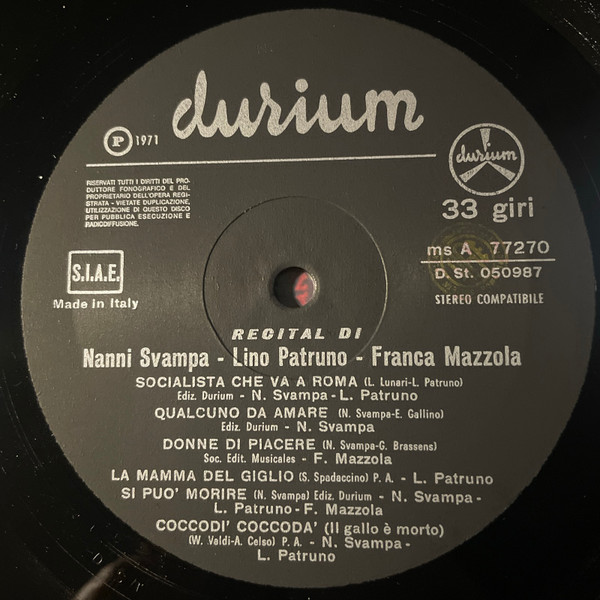 durium
P 1971
durium
RISERVATI TUTTI I DIRITTI DEL PRO-
DUTTORE FONOGRAFICO E DEL
PROPRIETARIO DELL'OPERA REGI-
STRATA - VIETATE DUPLICAZIONE,
UTILIZZAZIONE DI QUESTO DISCO
PER PUBBLICA ESECUZIONE E
RADIODIFFUSIONE.
33 giri
ms A 77270
D. St. 050987
STEREO COMPATIBILE
S.I.A.E.
Made in Italy
RECITAL DI
Nanni Svampa - Lino Patruno - Franca Mazzola
SOCIALISTA CHE VA A ROMA (L. Lunari-L. Patruno)
Ediz. Durium - N. Svampa - L. Patruno
QUALCUNO DA AMARE (N. Svampa-E. Gallino)
Ediz. Durium - N. Svampa
DONNE DI PIACERE (N. Svampa-G. Brassens)
Soc. Edit. Musicales - F. Mazzola
LA MAMMA DEL GIGLIO (S. Spadaccino) P. A. - L. Patruno
SI PUO' MORIRE (N. Svampa) Ediz. Durium - N. Svampa -
L. Patruno - F. Mazzola
COCCODI' COCCODA' (Il gallo è morto)
(W. Valdi-A. Celso) P. A. - N. Svampa -
L. Patruno